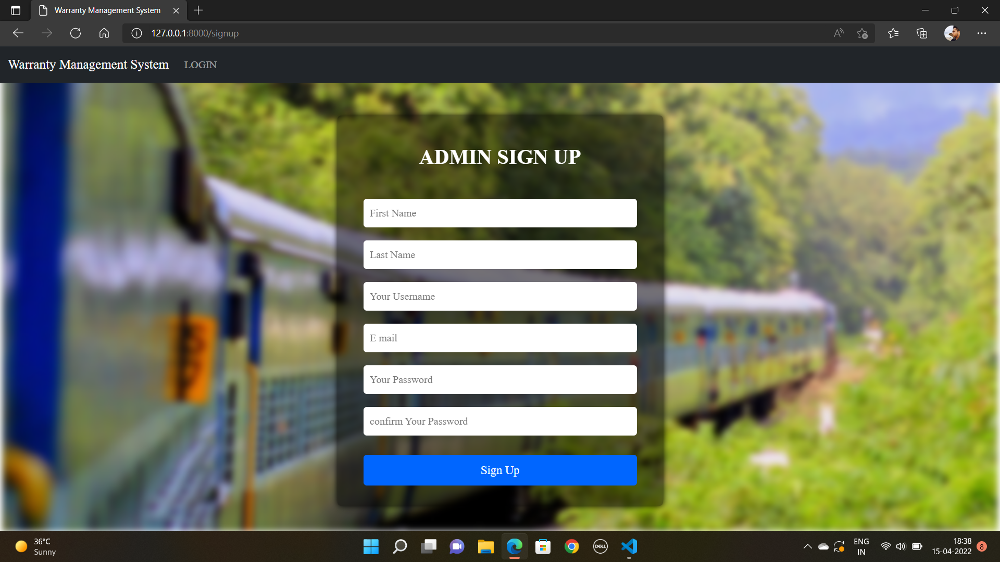 Warranty Management System
127.0.0.1:8000/signup
Warranty Management System LOGIN
ADMIN SIGN UP
First Name
Last Name
Your Username
E mail
Your Password
confirm Your Password
Sign Up
36°C
Sunny
DELL
ENG
IN
18:38
15-04-2022
8